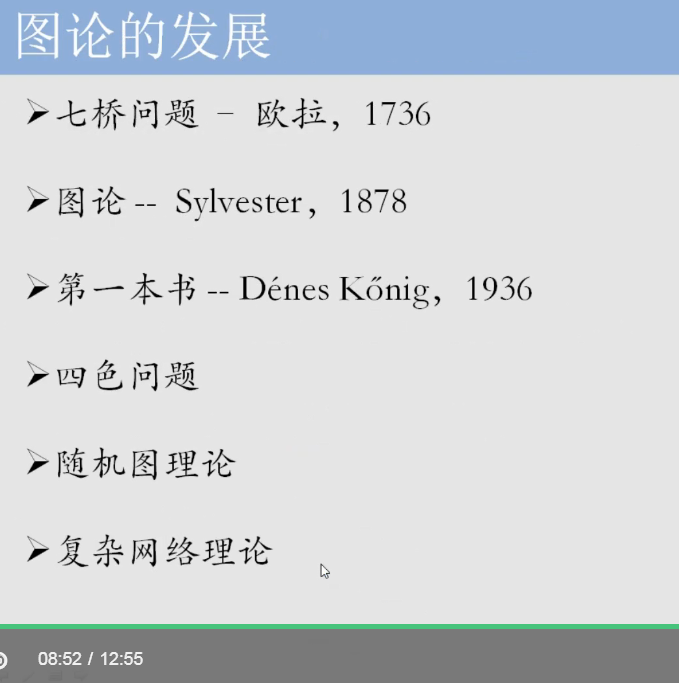 图论的发展
➢七桥问题 – 欧拉，1736
➢图论 -- Sylvester，1878
➢第一本书 -- Dénes Kőnig，1936
➢四色问题
➢随机图理论
➢复杂网络理论
08:52 / 12:55